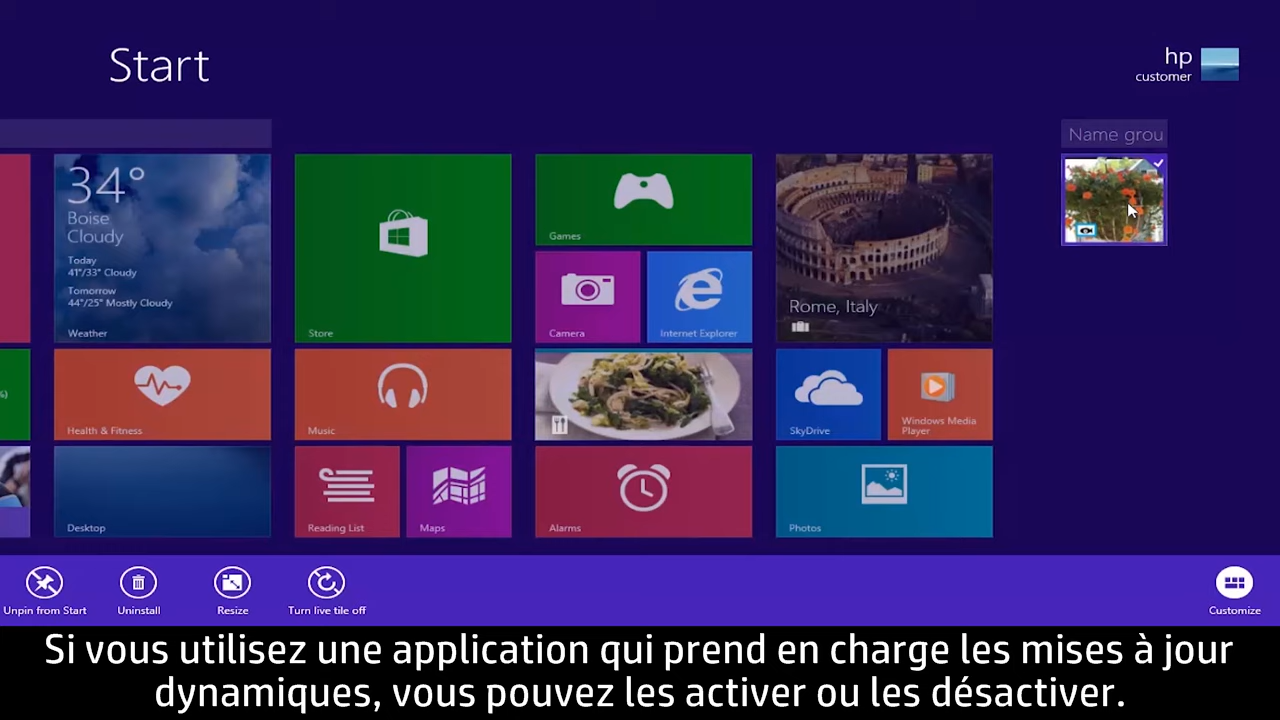 Start
hp
customer
Name grou
34°
Boise
Cloudy
Today
41°/33° Cloudy
Tomorrow
44°/25° Mostly Cloudy
Weather
Store
Games
Camera
Internet Explorer
Rome, Italy
%)
Health & Fitness
Music
SkyDrive
Windows Media
Player
Desktop
Reading List
Maps
Alarms
Photos
Unpin from Start
Uninstall
Resize
Turn live tile off
Customize
Si vous utilisez une application qui prend en charge les mises à jour
dynamiques, vous pouvez les activer ou les désactiver.